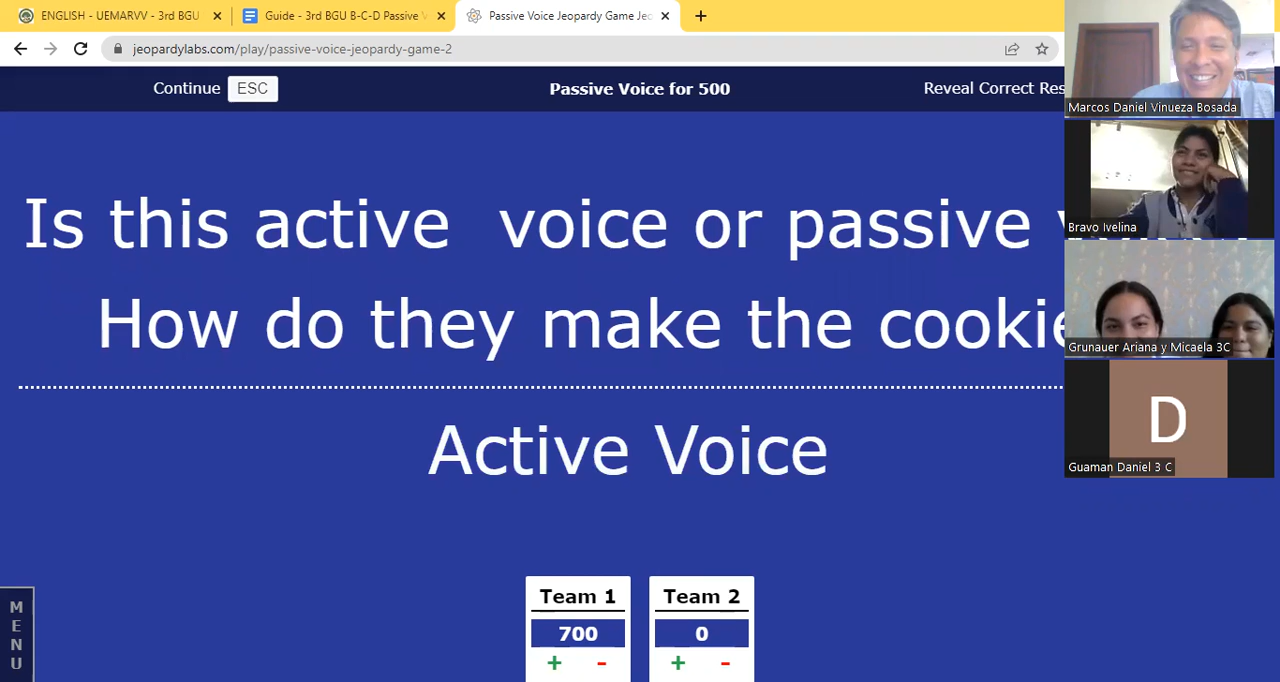 ENGLISH - UEMARVV - 3rd BGU
Guide - 3rd BGU B-C-D Passive
Passive Voice Jeopardy Game Jeo
jeopardylabs.com/play/passive-voice-jeopardy-game-2
Continue ESC
Passive Voice for 500
Reveal Correct Res
Is this active voice or passive
How do they make the cookie
Active Voice
MENU
Team 1
700
+ -
Team 2
0
+ -
Marcos Daniel Vinueza Bosada
Bravo Ivelina
Grunauer Ariana y Micaela 3C
D
Guaman Daniel 3 C